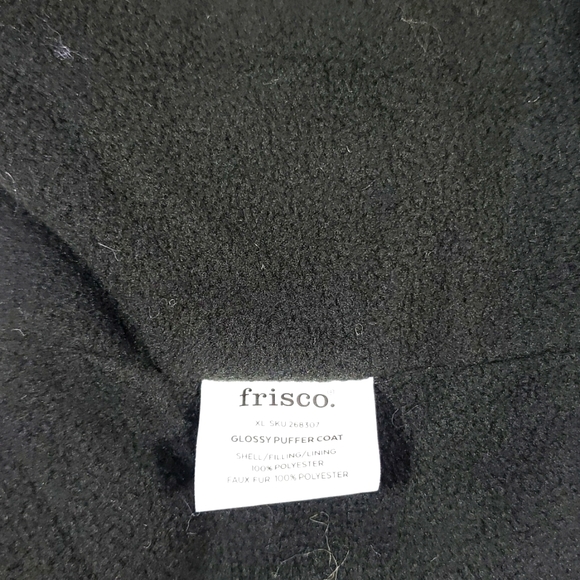 frisco.
XL SKU 268307
GLOSSY PUFFER COAT
SHELL/FILLING/LINING
100% POLYESTER
FAUX FUR: 100% POLYESTER